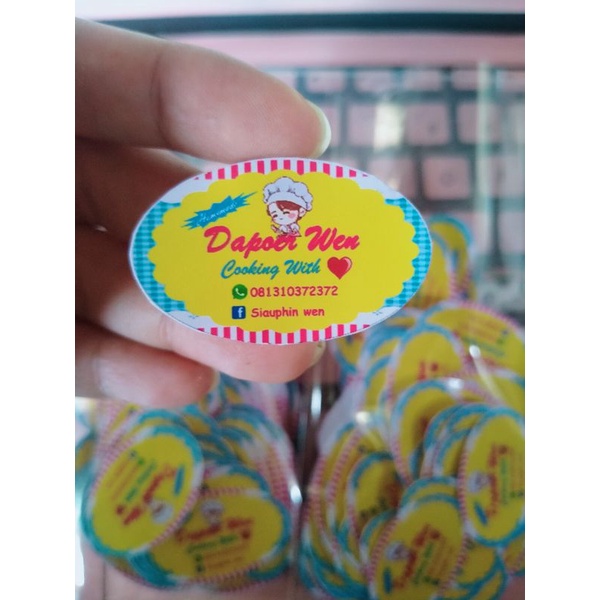 Homemade
Dapoer Wen
Cooking With
081310372372
Siauphin wen